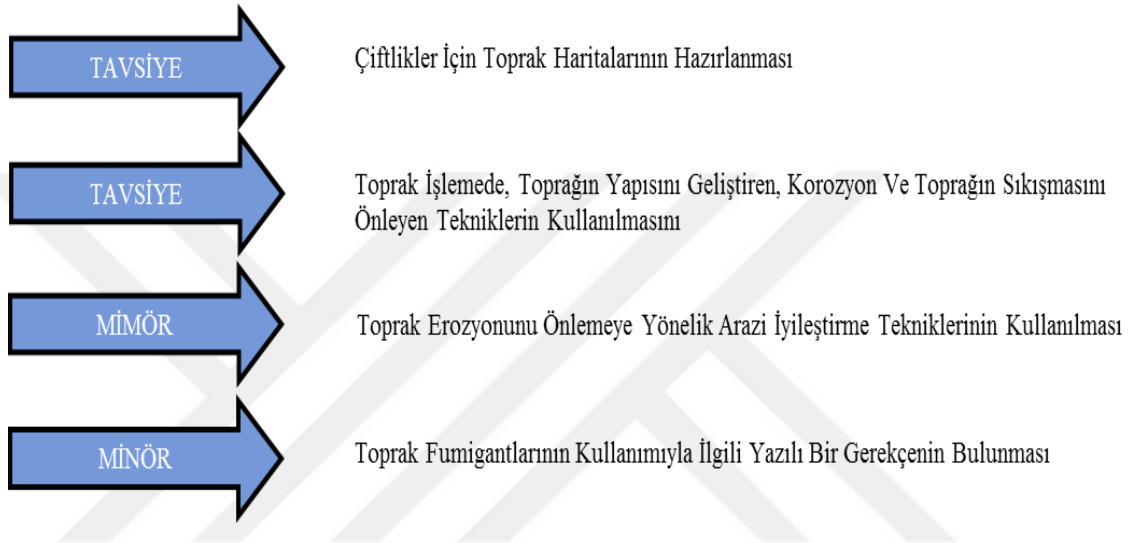 TAVSİYE
Çiftlikler İçin Toprak Haritalarının Hazırlanması
TAVSİYE
Toprak İşlemede, Toprağın Yapısını Geliştiren, Korozyon Ve Toprağın Sıkışmasını
Önleyen Tekniklerin Kullanılmasını
MİMÖR
Toprak Erozyonunu Önlemeye Yönelik Arazi İyileştirme Tekniklerinin Kullanılması
MİNÖR
Toprak Fumigantlarının Kullanımıyla İlgili Yazılı Bir Gerekçenin Bulunması